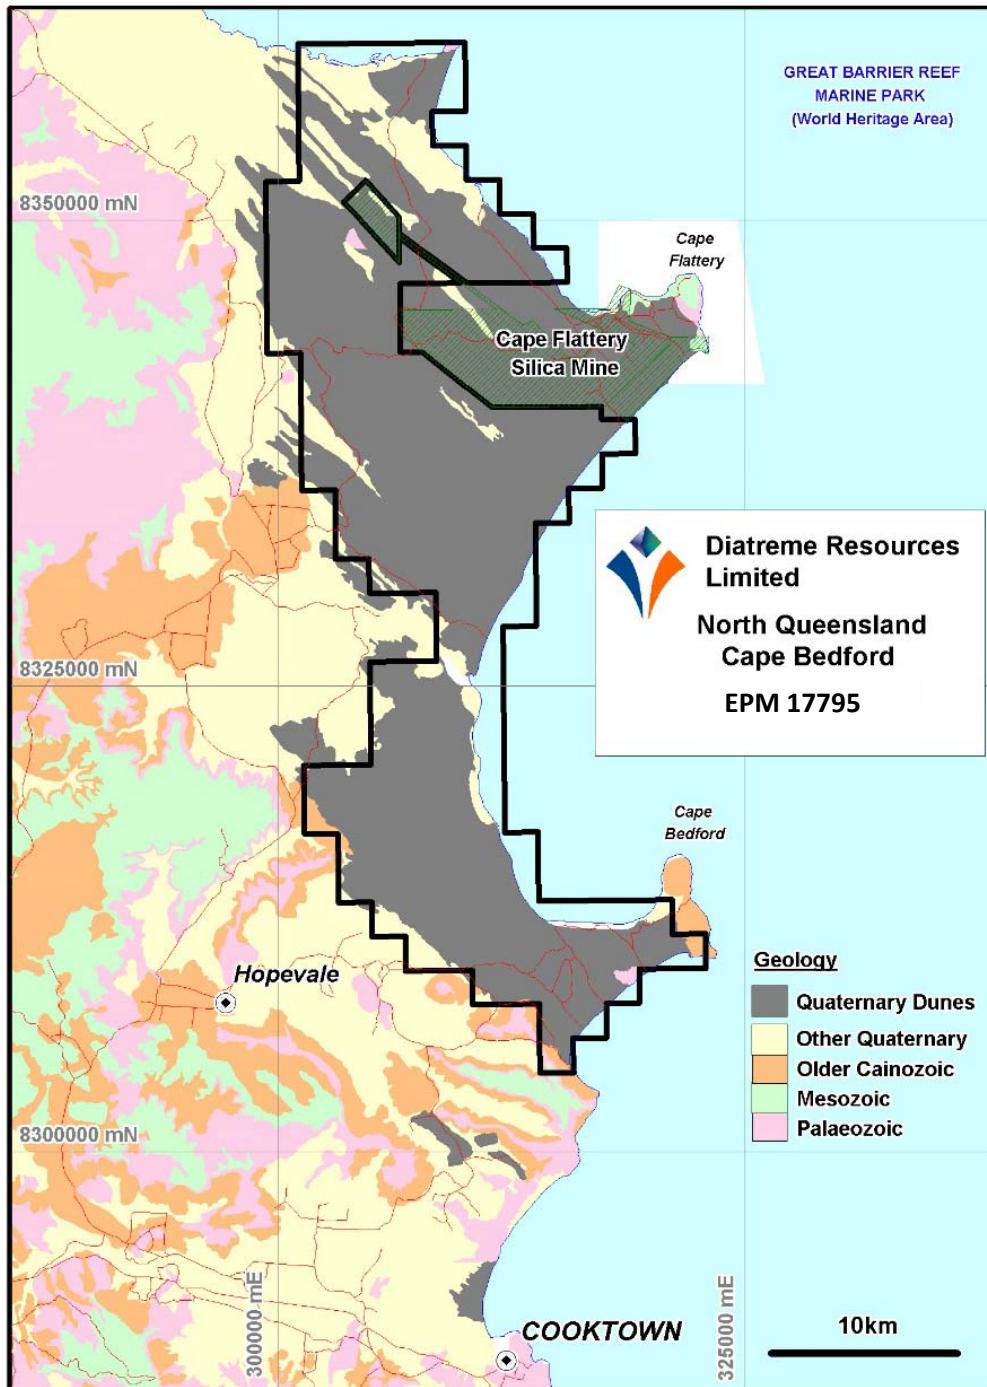 GREAT BARRIER REEF
MARINE PARK
(World Heritage Area)
8350000 mN
Cape
Flattery
Cape Flattery
Silica Mine
Diatreme Resources
Limited
North Queensland
Cape Bedford
EPM 17795
8325000 mN
Cape
Bedford
Hopevale
Geology
Quaternary Dunes
Other Quaternary
Older Cainozoic
Mesozoic
Palaeozoic
8300000 mN
300000 mE
325000 mE
COOKTOWN
10km